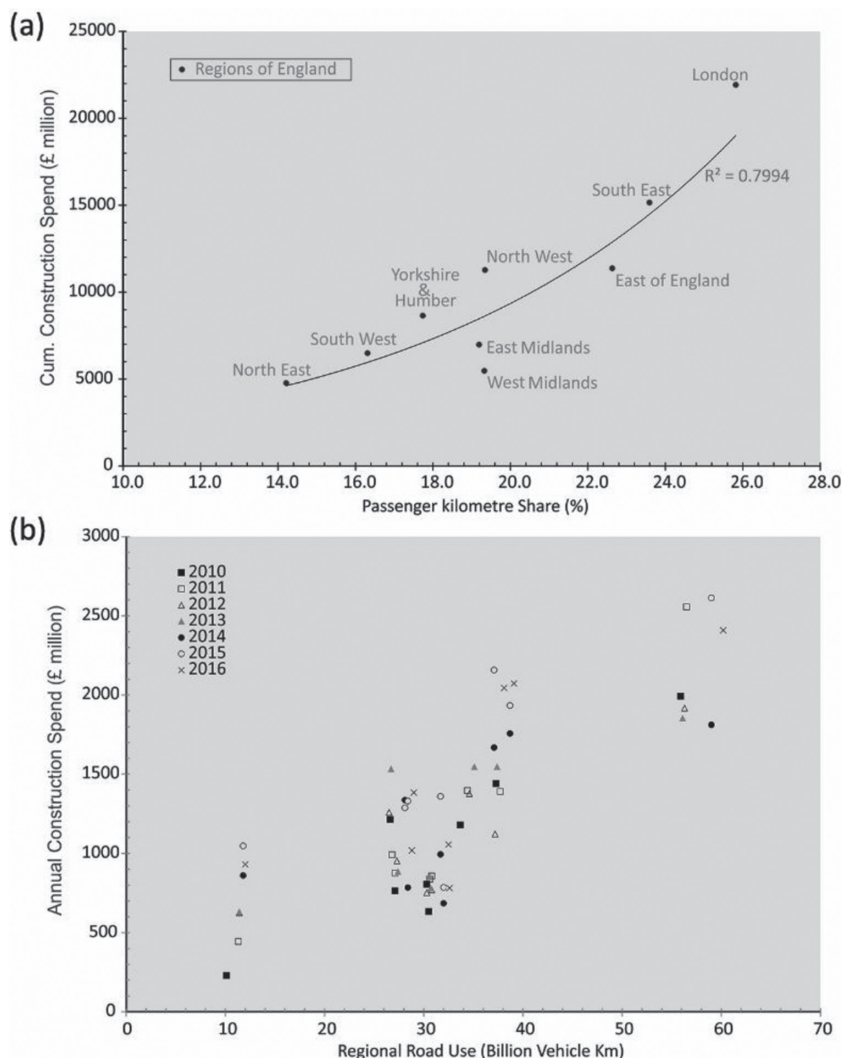 (a)
25000
20000
15000
10000
5000
0
Cum. Construction Spend (£ million)
Regions of England
London
R² = 0.7994
South East
North West
East of England
Yorkshire
&
Humber
South West
East Midlands
North East
West Midlands
10.0 12.0 14.0 16.0 18.0 20.0 22.0 24.0 26.0 28.0
Passenger kilometre Share (%)
(b)
3000
2500
2000
1500
1000
500
0
Annual Construction Spend (£ million)
2010
2011
2012
2013
2014
2015
2016
0 10 20 30 40 50 60 70
Regional Road Use (Billion Vehicle Km)